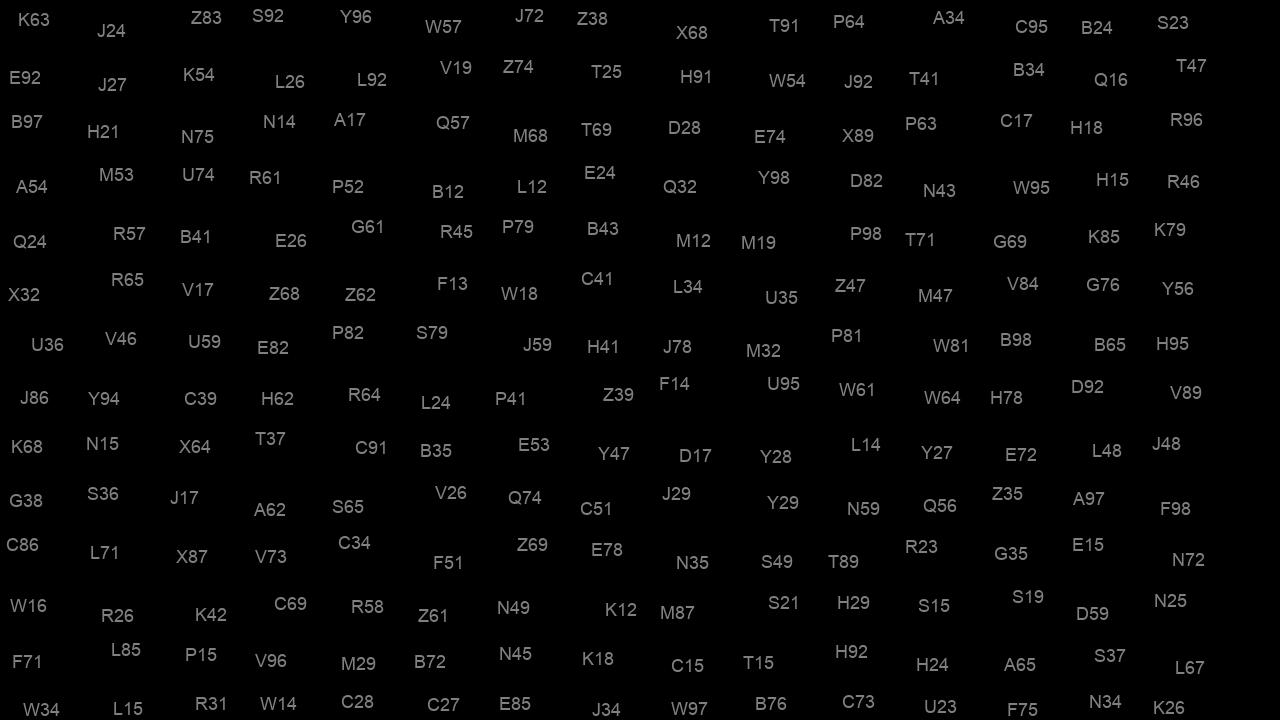 K63 J24 Z83 S92 Y96 W57 J72 Z38 X68 T91 P64 A34 C95 B24 S23
E92 J27 K54 L26 L92 V19 Z74 T25 H91 W54 J92 T41 B34 Q16 T47
B97 H21 N75 N14 A17 Q57 M68 T69 D28 E74 X89 P63 C17 H18 R96
A54 M53 U74 R61 P52 B12 L12 E24 Q32 Y98 D82 N43 W95 H15 R46
Q24 R57 B41 E26 G61 R45 P79 B43 M12 M19 P98 T71 G69 K85 K79
X32 R65 V17 Z68 Z62 F13 W18 C41 L34 U35 Z47 M47 V84 G76 Y56
U36 V46 U59 E82 P82 S79 J59 H41 J78 M32 P81 W81 B98 B65 H95
J86 Y94 C39 H62 R64 L24 P41 Z39 F14 U95 W61 W64 H78 D92 V89
K68 N15 X64 T37 C91 B35 E53 Y47 D17 Y28 L14 Y27 E72 L48 J48
G38 S36 J17 A62 S65 V26 Q74 C51 J29 Y29 N59 Q56 Z35 A97 F98
C86 L71 X87 V73 C34 F51 Z69 E78 N35 S49 T89 R23 G35 E15 N72
W16 R26 K42 C69 R58 Z61 N49 K12 M87 S21 H29 S15 S19 D59 N25
F71 L85 P15 V96 M29 B72 N45 K18 C15 T15 H92 H24 A65 S37 L67
W34 L15 R31 W14 C28 C27 E85 J34 W97 B76 C73 U23 F75 N34 K26